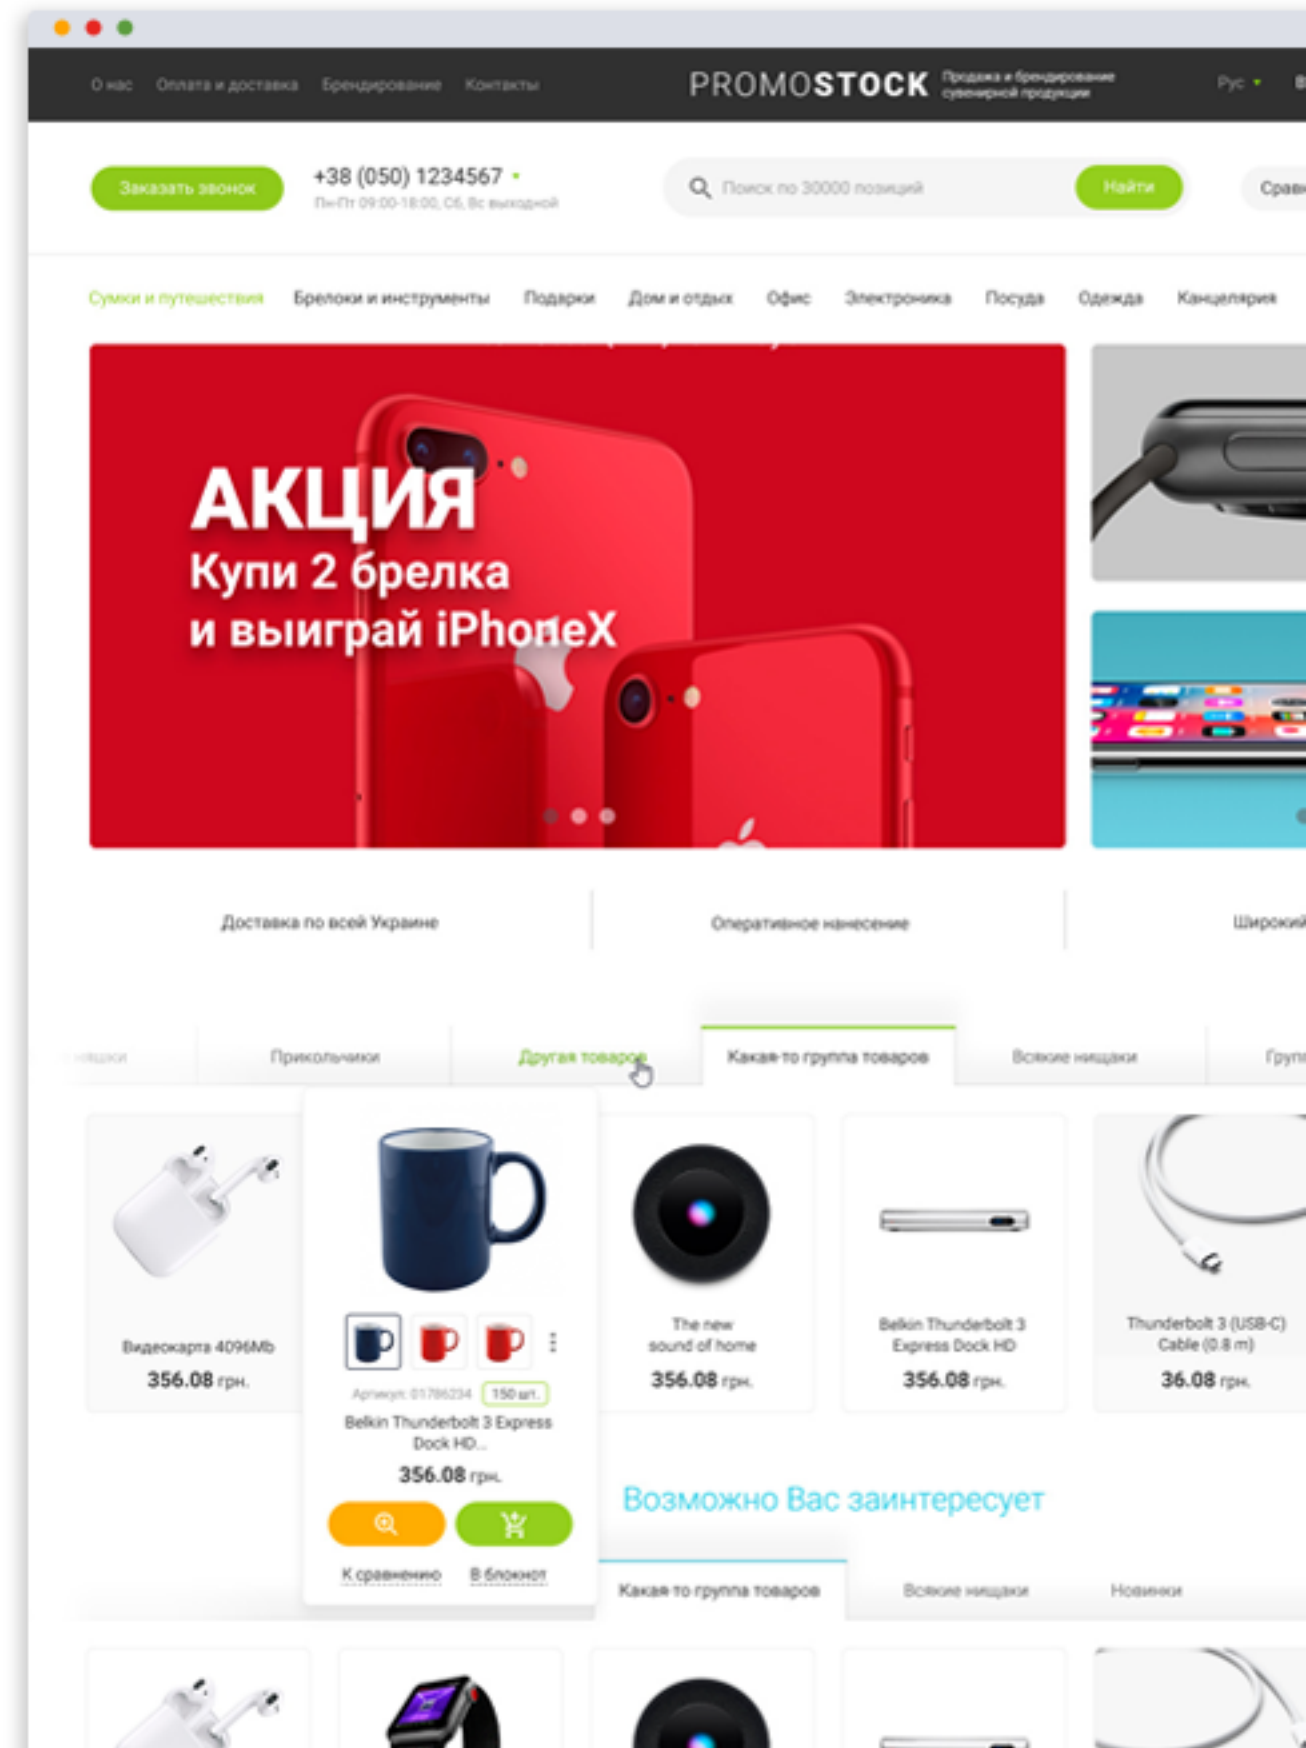 О нас Оплата и доставка Брендирование Контакты
PROMOSTOCK
Продажа и брендирование
сувенирной продукции
Рус
Заказать звонок
+38 (050) 1234567
Пн-Пт 09:00-18:00, Сб, Вс выходной
Поиск по 30000 позиций
Найти
Сумки и путешествия Брелоки и инструменты Подарки Дом и отдых Офис Электроника Посуда Одежда Канцелярия
АКЦИЯ
Купи 2 брелка
и выиграй iPhoneX
Доставка по всей Украине
Оперативное нанесение
Широкий
Прикольчики
Другая товаров
Какая-то группа товаров
Всякие нищаки
Видеокарта 4096Mb
356.08 грн.
Артикул: 01786234 150 шт.
Belkin Thunderbolt 3 Express
Dock HD...
356.08 грн.
К сравнению В блокнот
The new
sound of home
356.08 грн.
Belkin Thunderbolt 3
Express Dock HD
356.08 грн.
Thunderbolt 3 (USB-C)
Cable (0.8 m)
36.08 грн.
Возможно Вас заинтересует
Какая-то группа товаров
Всякие нищаки
Новинки